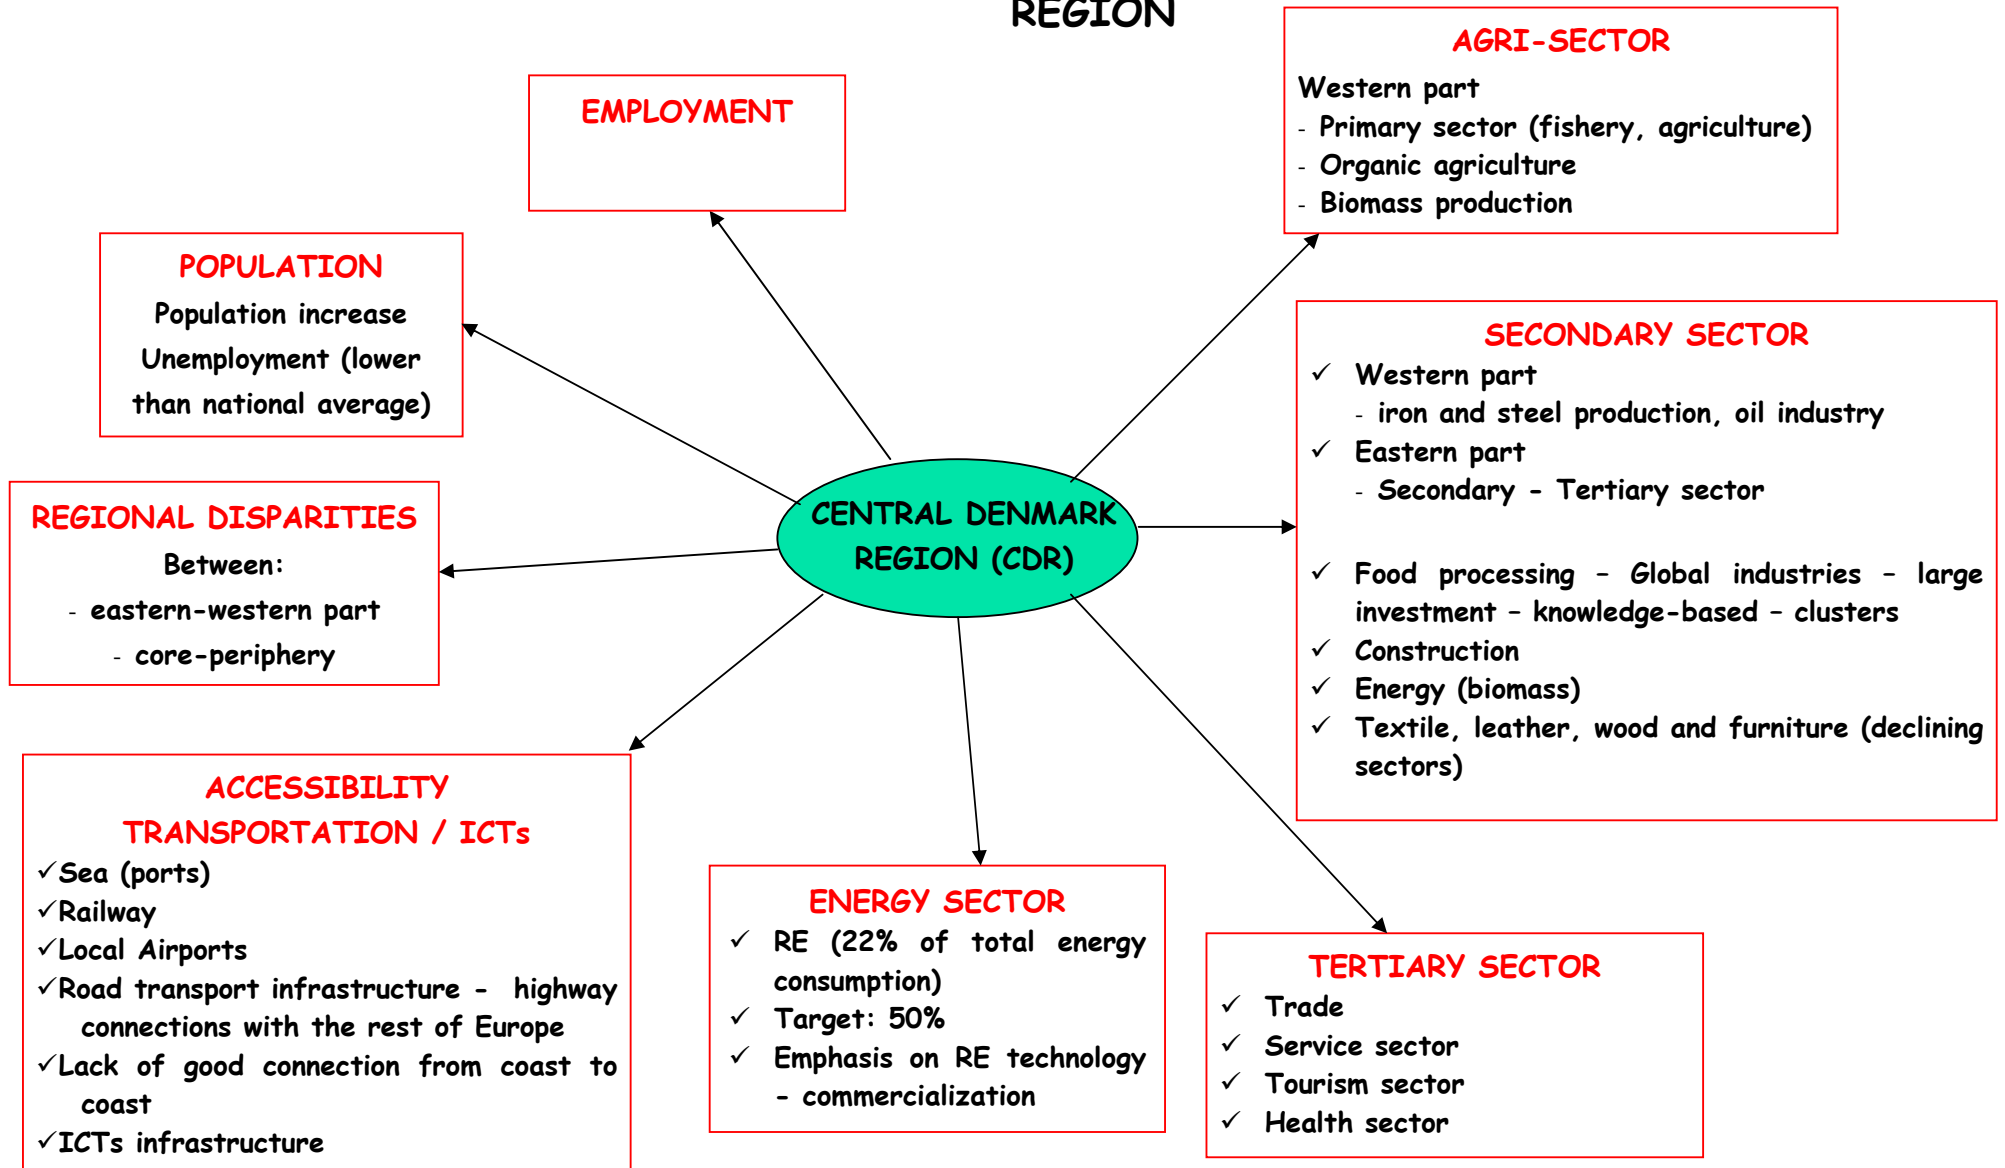 REGION
EMPLOYMENT
AGRI-SECTOR
Western part
- Primary sector (fishery, agriculture)
- Organic agriculture
- Biomass production
POPULATION
Population increase
Unemployment (lower
than national average)
SECONDARY SECTOR
✓ Western part
- iron and steel production, oil industry
✓ Eastern part
- Secondary - Tertiary sector
✓ Food processing – Global industries – large
investment – knowledge-based – clusters
✓ Construction
✓ Energy (biomass)
✓ Textile, leather, wood and furniture (declining
sectors)
CENTRAL DENMARK
REGION (CDR)
REGIONAL DISPARITIES
Between:
- eastern-western part
- core-periphery
ACCESSIBILITY
TRANSPORTATION / ICTs
✓Sea (ports)
✓Railway
✓Local Airports
✓Road transport infrastructure - highway
connections with the rest of Europe
✓Lack of good connection from coast to
coast
✓ICTs infrastructure
ENERGY SECTOR
✓ RE (22% of total energy
consumption)
✓ Target: 50%
✓ Emphasis on RE technology
- commercialization
TERTIARY SECTOR
✓ Trade
✓ Service sector
✓ Tourism sector
✓ Health sector